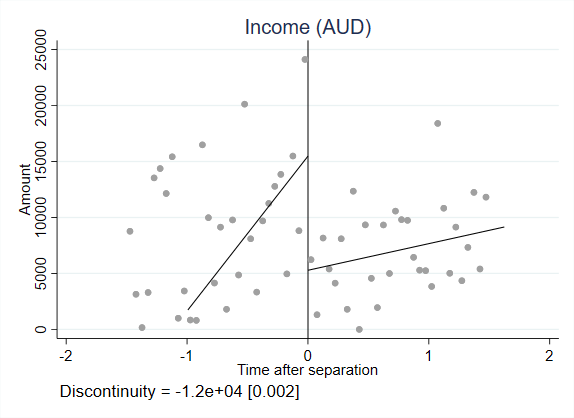 Income (AUD)
25000
20000
15000
10000
5000
0
Amount
-2 -1 0 1 2
Time after separation
Discontinuity = -1.2e+04 [0.002]